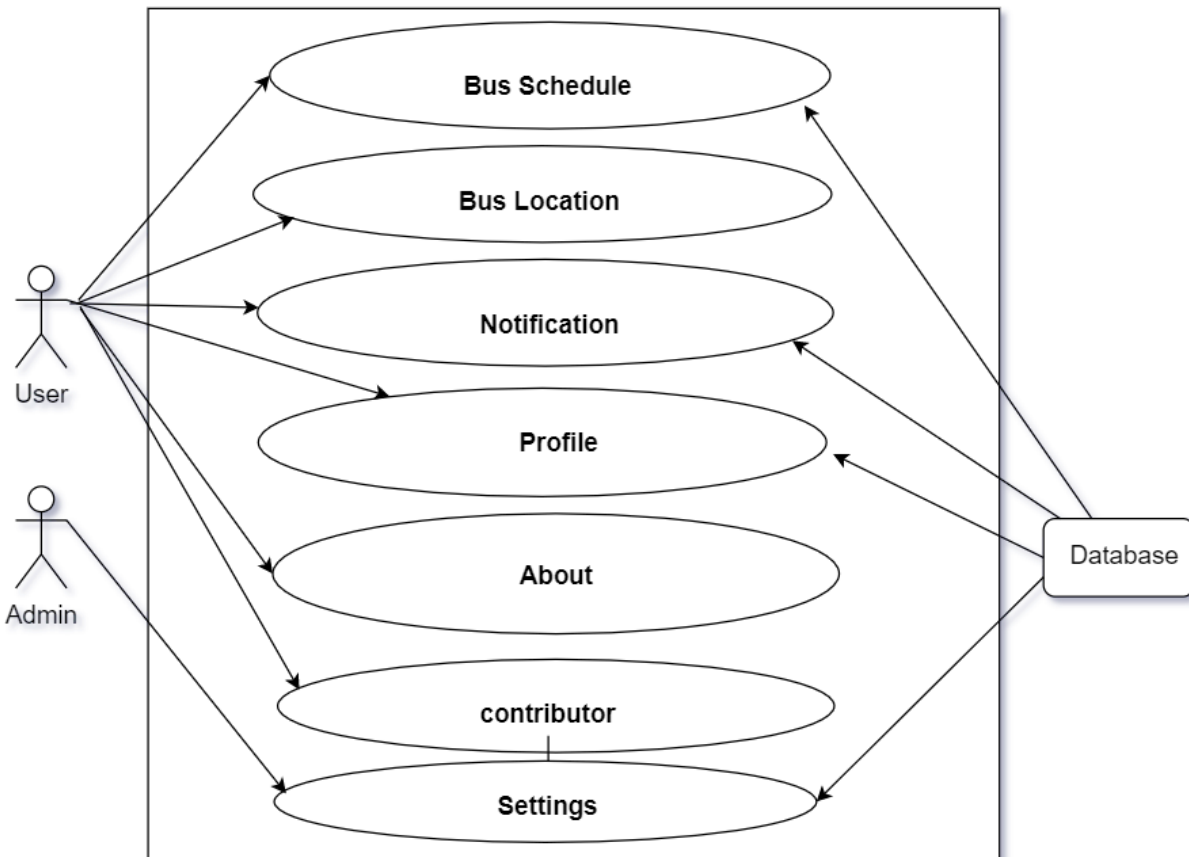 Bus Schedule
Bus Location
Notification
User
Profile
Admin
About
Database
contributor
Settings